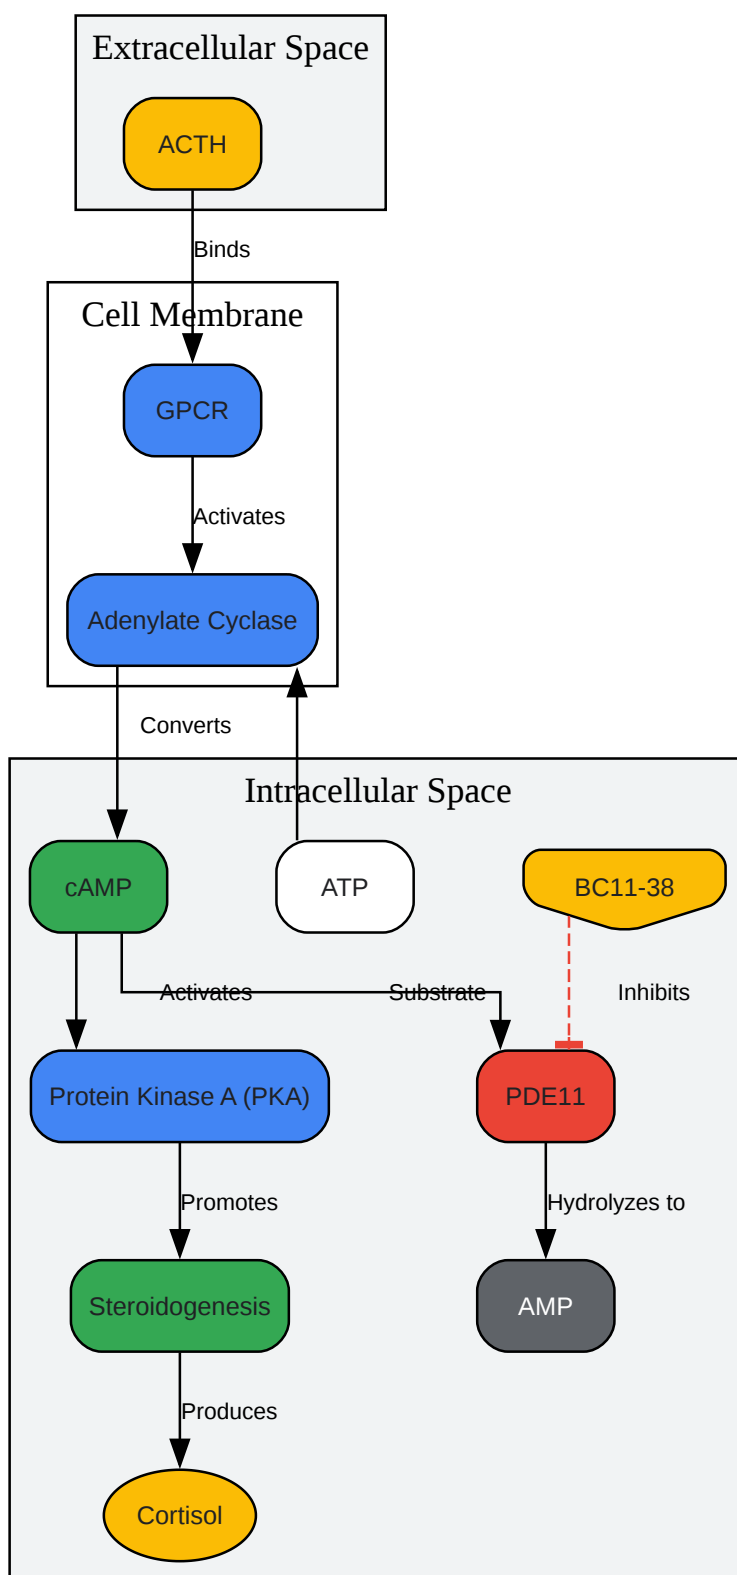 Extracellular Space
ACTH
Binds
Cell Membrane
GPCR
Activates
Adenylate Cyclase
Converts
Intracellular Space
cAMP
ATP
BC11-38
Activates
Substrate
Inhibits
Protein Kinase A (PKA)
PDE11
Promotes
Hydrolyzes to
Steroidogenesis
AMP
Produces
Cortisol